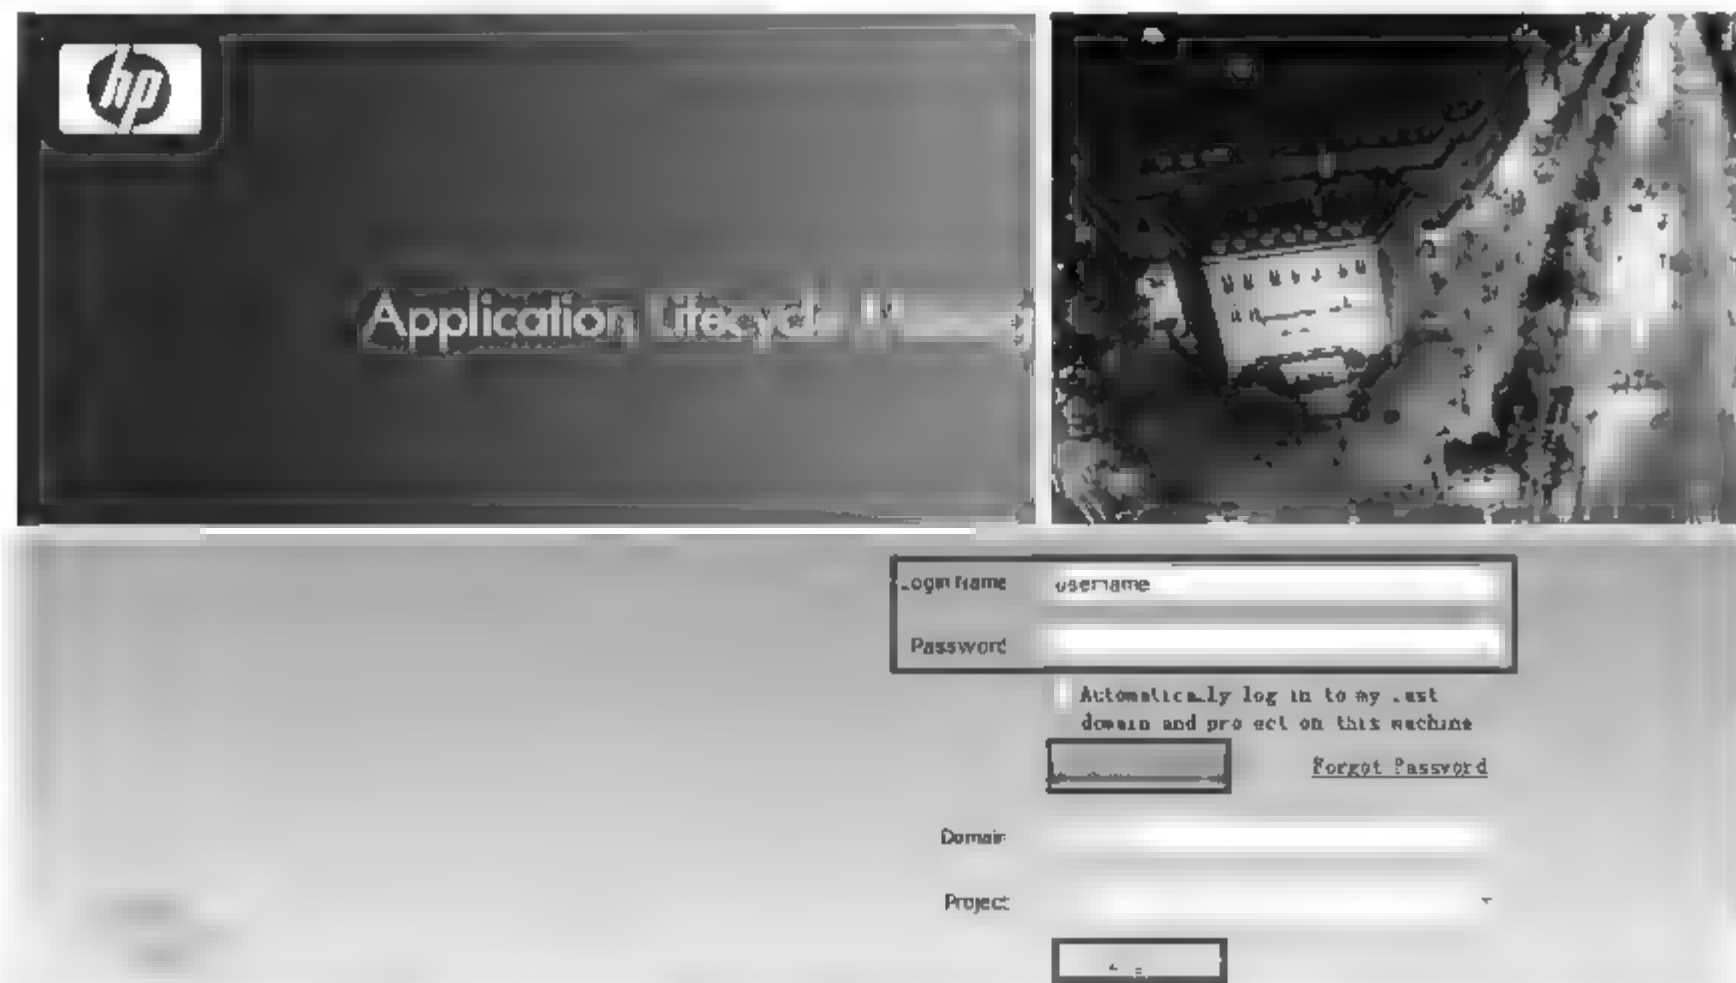 hp
Application Lifecycle
Login Name username
Password
Automatically log in to my last
domain and project on this machine
Forgot Password
Domain
Project